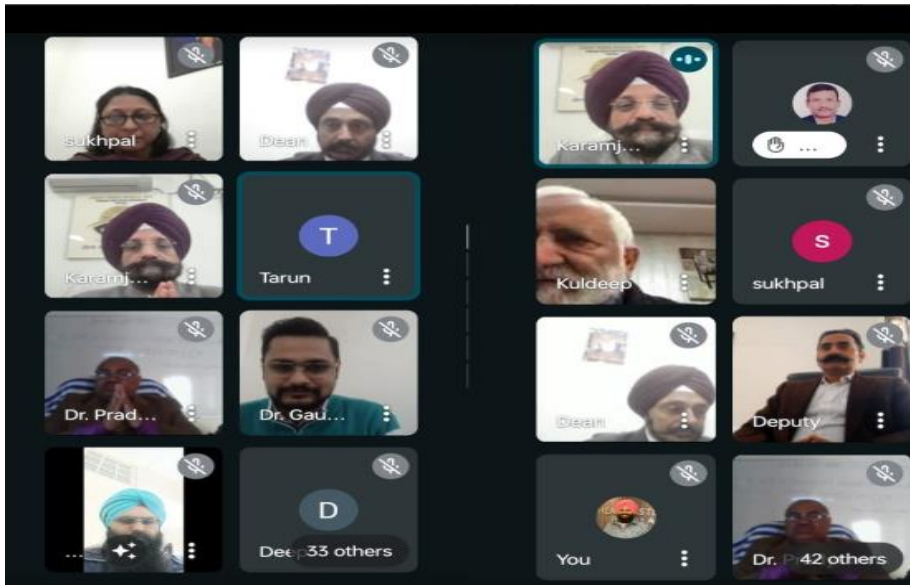 sukhpal
Dean
Karamj...
T
Tarun
Dr. Prad...
Dr. Gau...
...
D
Dee
33 others
Karamj...
...
Kuldeep
S
sukhpal
Dean
Deputy
You
Dr. P
42 others